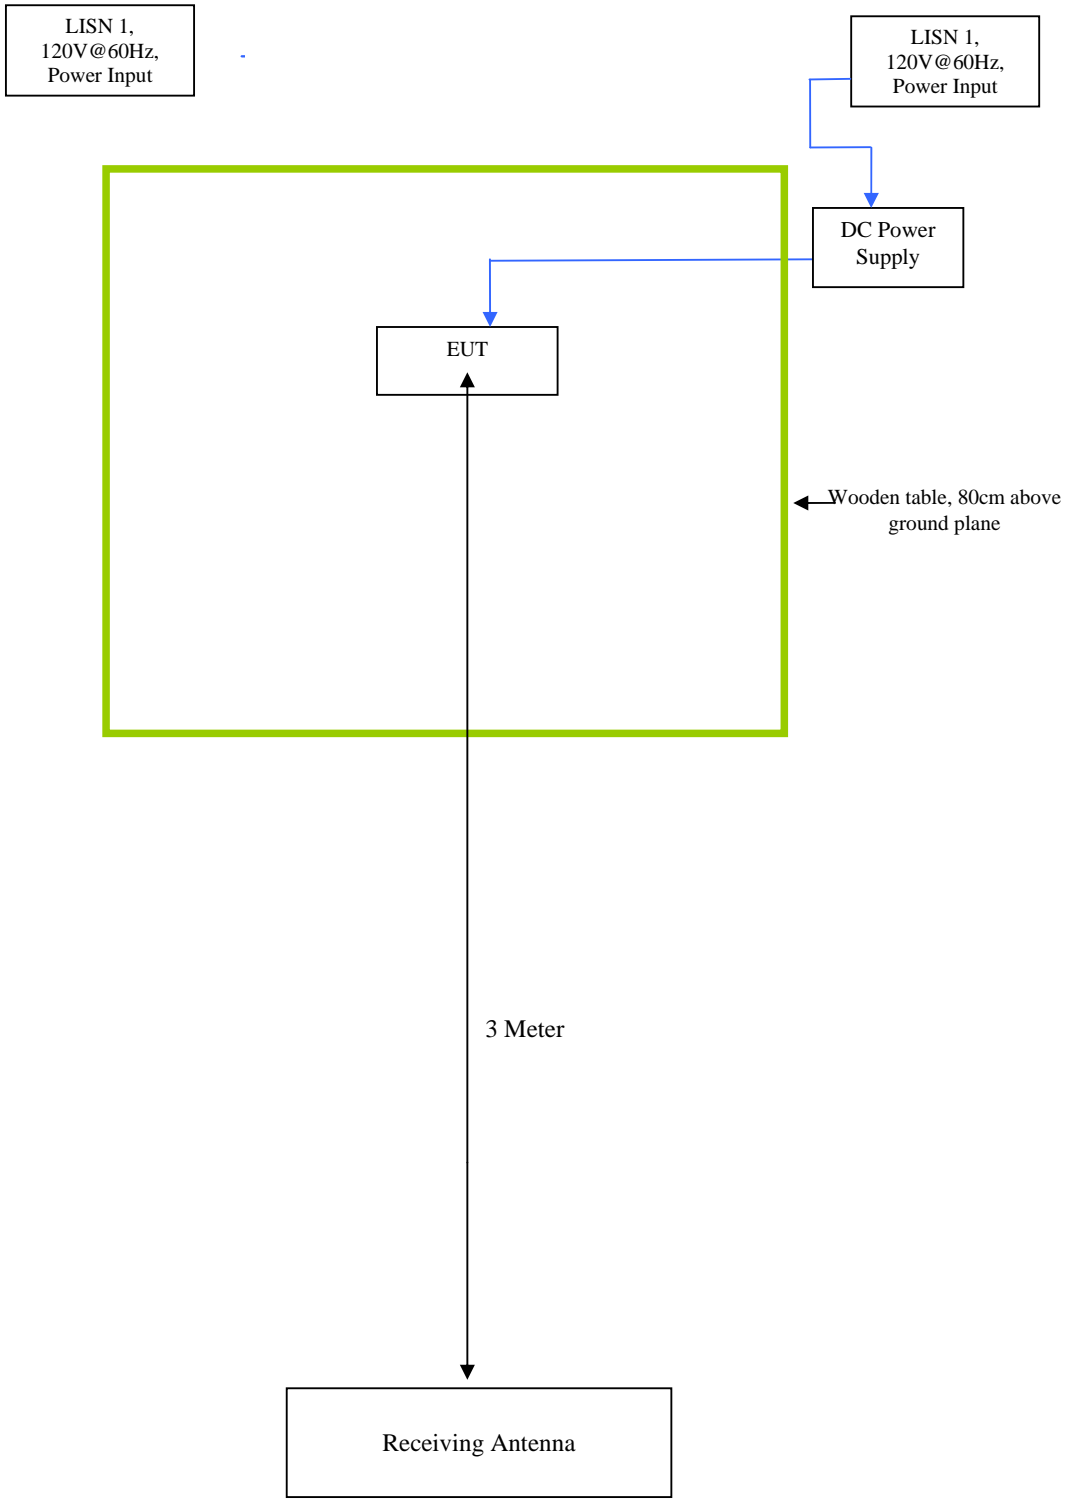 LISN 1,
120V@60Hz,
Power Input
LISN 1,
120V@60Hz,
Power Input
DC Power
Supply
EUT
Wooden table, 80cm above
ground plane
3 Meter
Receiving Antenna